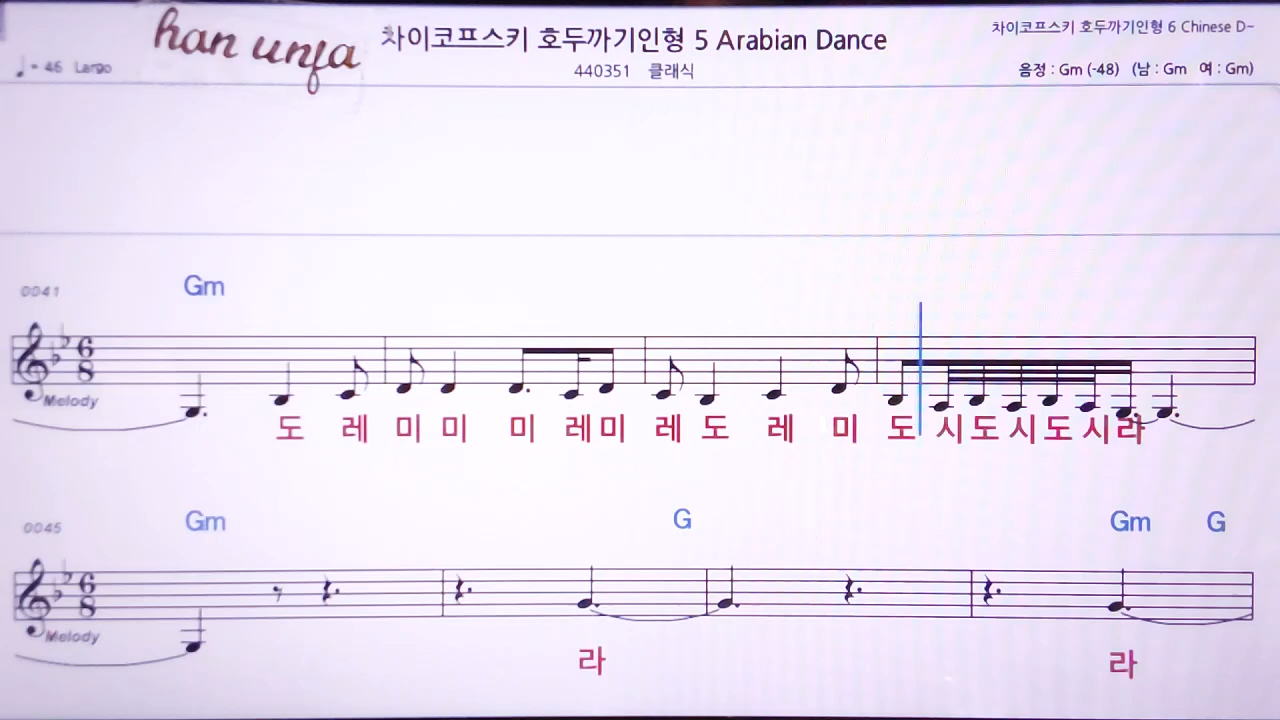 han unja
차이코프스키 호두까기인형 5 Arabian Dance
차이코프스키 호두까기인형 6 Chinese D~
♩= 46 Largo
440351 클래식
음정 : Gm (-48) (남 : Gm 여 : Gm)
0041 Gm
Melody
도 레 미 미 미 레 미 레 도 레 미 도 시 도 시 도 시 라
0045 Gm G Gm G
Melody
라 라